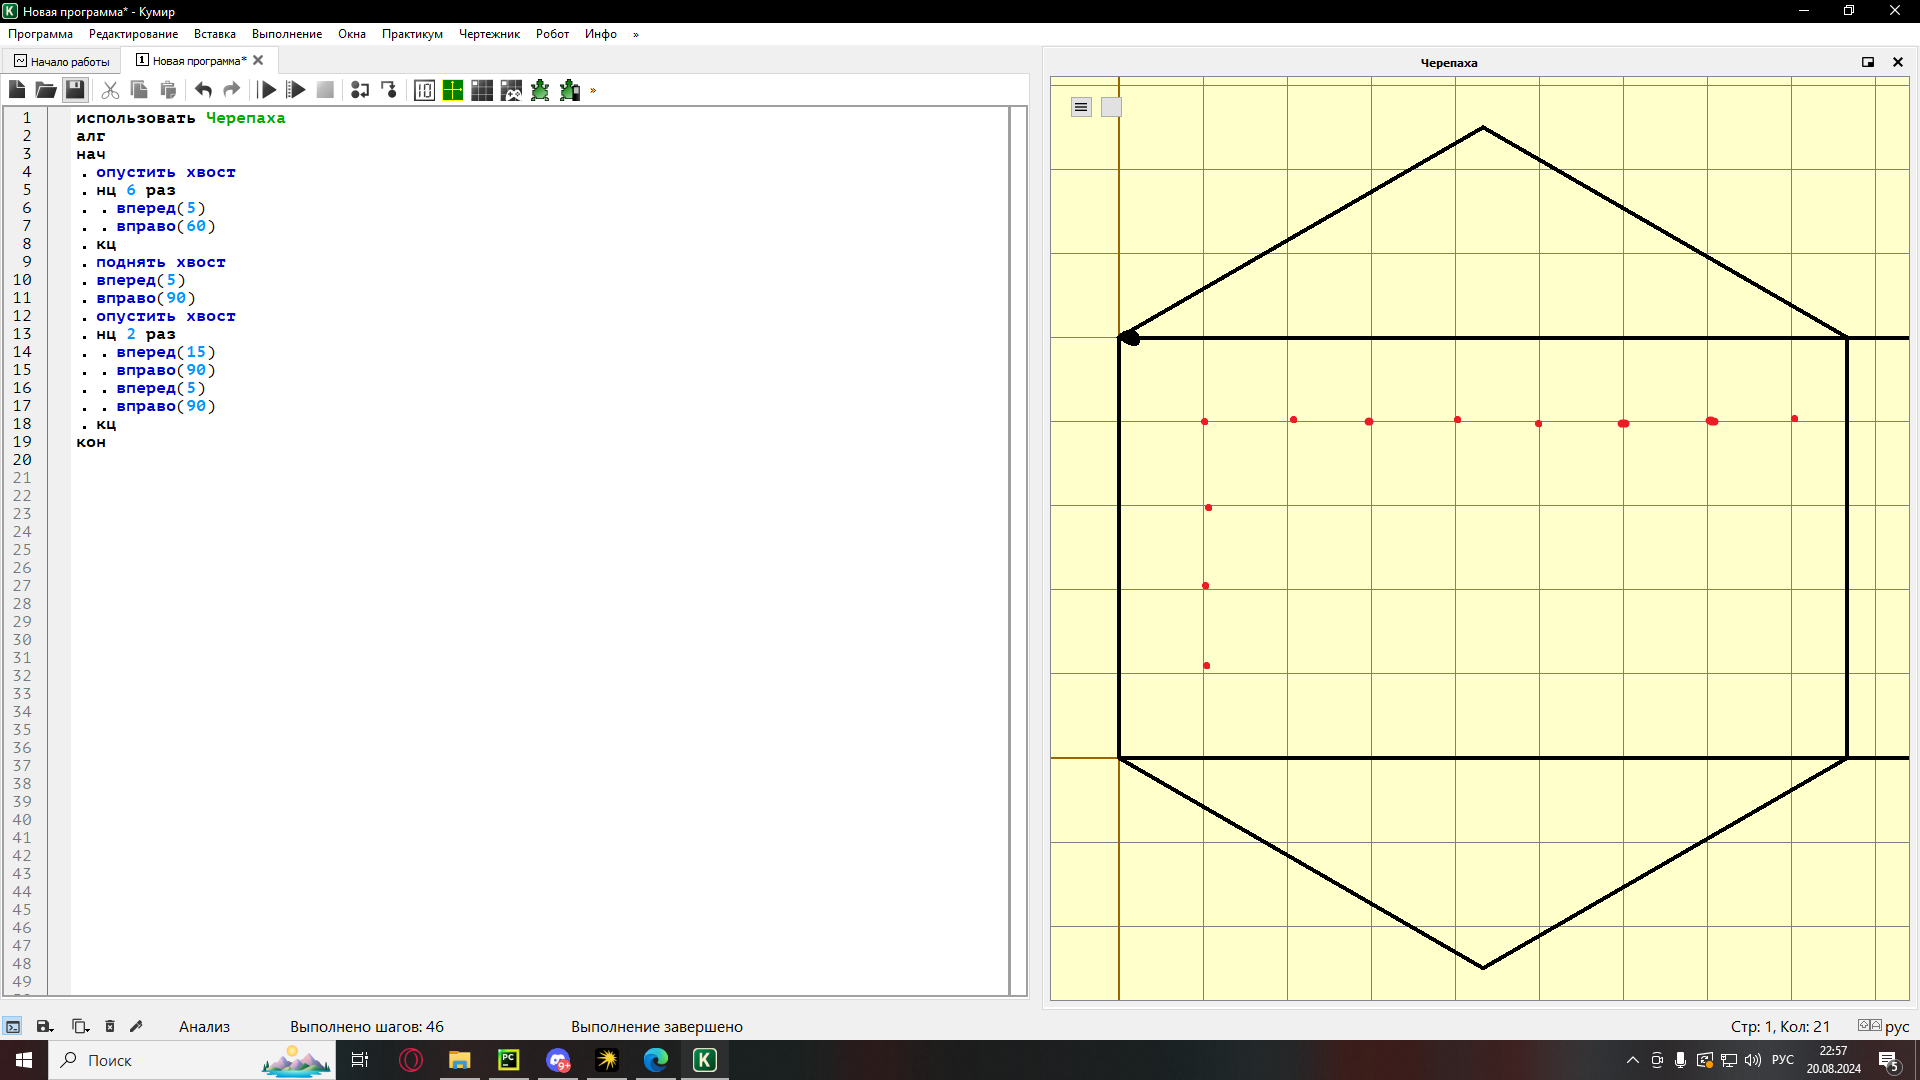 Новая программа* - Кумир
Программа Редактирование Вставка Выполнение Окна Практикум Чертежник Робот Инфо »
Начало работы
1 Новая программа*
Черепаха
»
1 использовать Черепаха
2 алг
3 нач
4 . опустить хвост
5 . нц 6 раз
6 . . вперед(5)
7 . . вправо(60)
8 . кц
9 . поднять хвост
10 . вперед(5)
11 . вправо(90)
12 . опустить хвост
13 . нц 2 раз
14 . . вперед(15)
15 . . вправо(90)
16 . . вперед(5)
17 . . вправо(90)
18 . кц
19 кон
20
21
22
23
24
25
26
27
28
29
30
31
32
33
34
35
36
37
38
39
40
41
42
43
44
45
46
47
48
49
Анализ Выполнено шагов: 46 Выполнение завершено Стр: 1, Кол: 21 рус
Поиск
PC
9+
K
РУС
22:57
20.08.2024
5